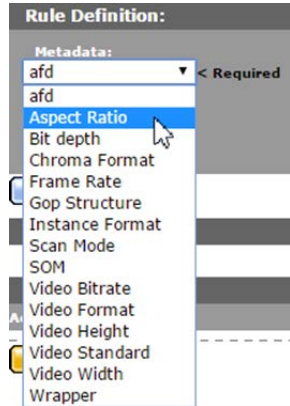 Rule Definition:
Metadata:
afd < Required
afd
Aspect Ratio
Bit depth
Chroma Format
Frame Rate
Gop Structure
Instance Format
Scan Mode
SOM
Video Bitrate
Video Format
Video Height
Video Standard
Video Width
Wrapper